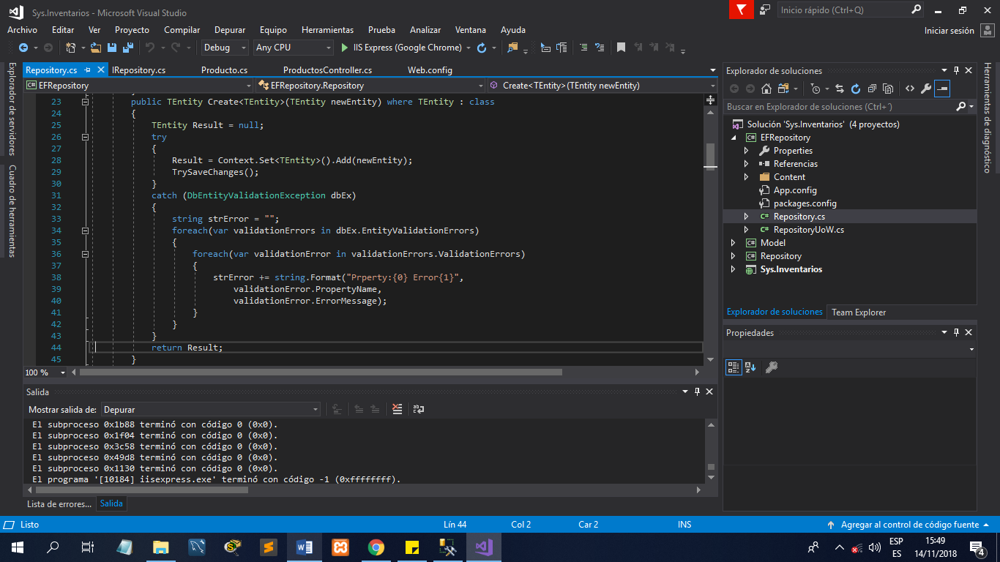 Sys.Inventarios - Microsoft Visual Studio
Inicio rápido (Ctrl+Q)
Archivo Editar Ver Proyecto Compilar Depurar Equipo Herramientas Prueba Analizar Ventana Ayuda
Iniciar sesión
Debug Any CPU IIS Express (Google Chrome)
Explorador de servidores
Cuadro de herramientas
Repository.cs IRepository.cs Producto.cs ProductosController.cs Web.config
EFRepository EFRepository.Repository Create<TEntity>(TEntity newEntity)
23 public TEntity Create<TEntity>(TEntity newEntity) where TEntity : class
24 {
25 TEntity Result = null;
26 try
27 {
28 Result = Context.Set<TEntity>().Add(newEntity);
29 TrySaveChanges();
30 }
31 catch (DbEntityValidationException dbEx)
32 {
33 string strError = "";
34 foreach(var validationErrors in dbEx.EntityValidationErrors)
35 {
36 foreach(var validationError in validationErrors.ValidationErrors)
37 {
38 strError += string.Format("Prperty:{0} Error{1}",
39 validationError.PropertyName,
40 validationError.ErrorMessage);
41 }
42 }
43 }
44 return Result;
45 }
100 %
Salida
Mostrar salida de: Depurar
El subproceso 0x1b88 terminó con código 0 (0x0).
El subproceso 0x1f04 terminó con código 0 (0x0).
El subproceso 0x3c58 terminó con código 0 (0x0).
El subproceso 0x49d8 terminó con código 0 (0x0).
El subproceso 0x1130 terminó con código 0 (0x0).
El programa '[10184] iisexpress.exe' terminó con código -1 (0xffffffff).
Lista de errores... Salida
Explorador de soluciones
Buscar en Explorador de soluciones (Ctrl+´)
Solución 'Sys.Inventarios' (4 proyectos)
EFRepository
Properties
Referencias
Content
App.config
packages.config
Repository.cs
RepositoryUoW.cs
Model
Repository
Sys.Inventarios
Explorador de soluciones Team Explorer
Propiedades
Herramientas de diagnóstico
Listo Lín 44 Col 2 Car 2 INS Agregar al control de código fuente
ESP
ES
15:49
14/11/2018
4